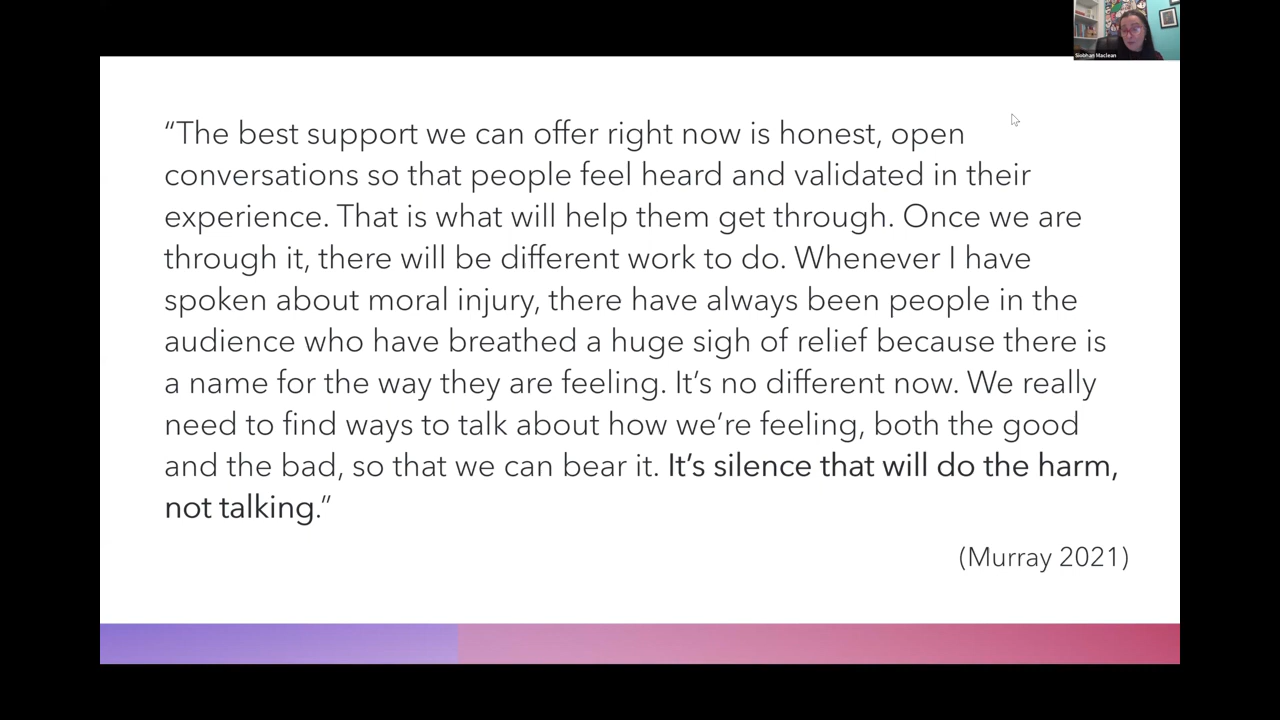 Siobhan Maclean
“The best support we can offer right now is honest, open
conversations so that people feel heard and validated in their
experience. That is what will help them get through. Once we are
through it, there will be different work to do. Whenever I have
spoken about moral injury, there have always been people in the
audience who have breathed a huge sigh of relief because there is
a name for the way they are feeling. It’s no different now. We really
need to find ways to talk about how we’re feeling, both the good
and the bad, so that we can bear it. It’s silence that will do the harm,
not talking.”
(Murray 2021)